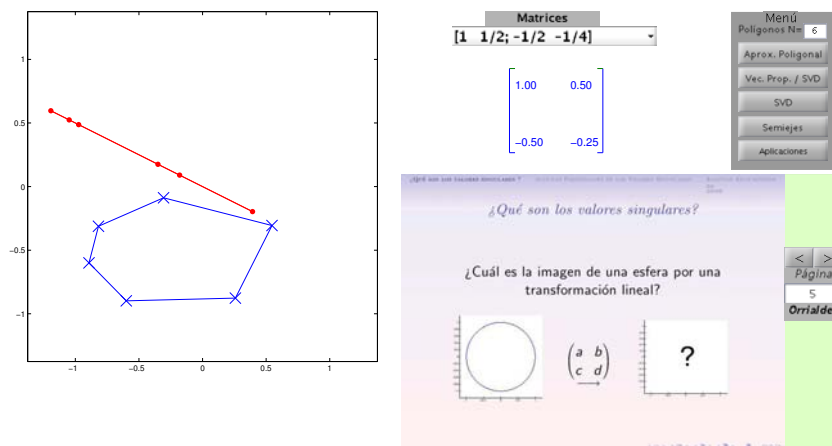 1
0.5
0
−0.5
−1
−1
−0.5
0
0.5
1
Matrices
[1 1/2; -1/2 -1/4]
1.00 0.50
−0.50 −0.25
Menú
Polígonos N= 6
Aprox. Poligonal
Vec. Prop. / SVD
SVD
Semiejes
Aplicaciones
¿Qué son los valores singulares?
¿Cuál es la imagen de una esfera por una
transformación lineal?
a b
c d
?
< >
Página
5
Orrialde